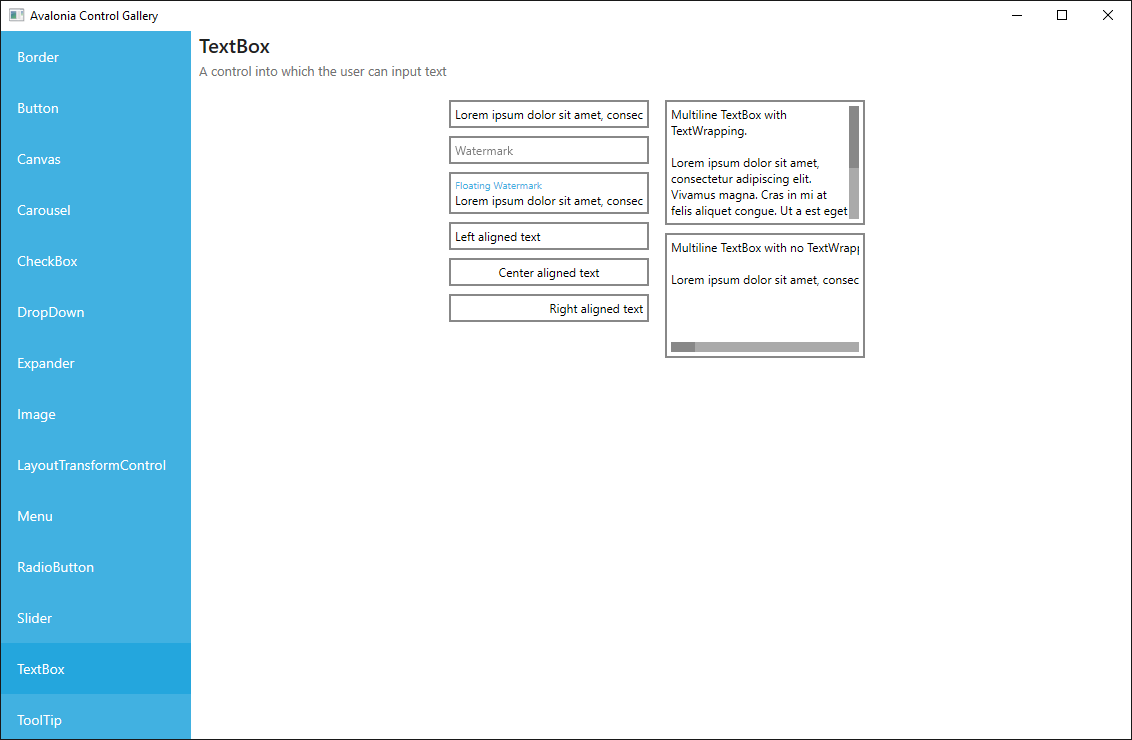 Avalonia Control Gallery
Border
Button
Canvas
Carousel
CheckBox
DropDown
Expander
Image
LayoutTransformControl
Menu
RadioButton
Slider
TextBox
ToolTip
TextBox
A control into which the user can input text
Lorem ipsum dolor sit amet, consec
Watermark
Floating Watermark
Lorem ipsum dolor sit amet, consec
Left aligned text
Center aligned text
Right aligned text
Multiline TextBox with
TextWrapping.
Lorem ipsum dolor sit amet,
consectetur adipiscing elit.
Vivamus magna. Cras in mi at
felis aliquet congue. Ut a est eget
Multiline TextBox with no TextWrapp
Lorem ipsum dolor sit amet, consec